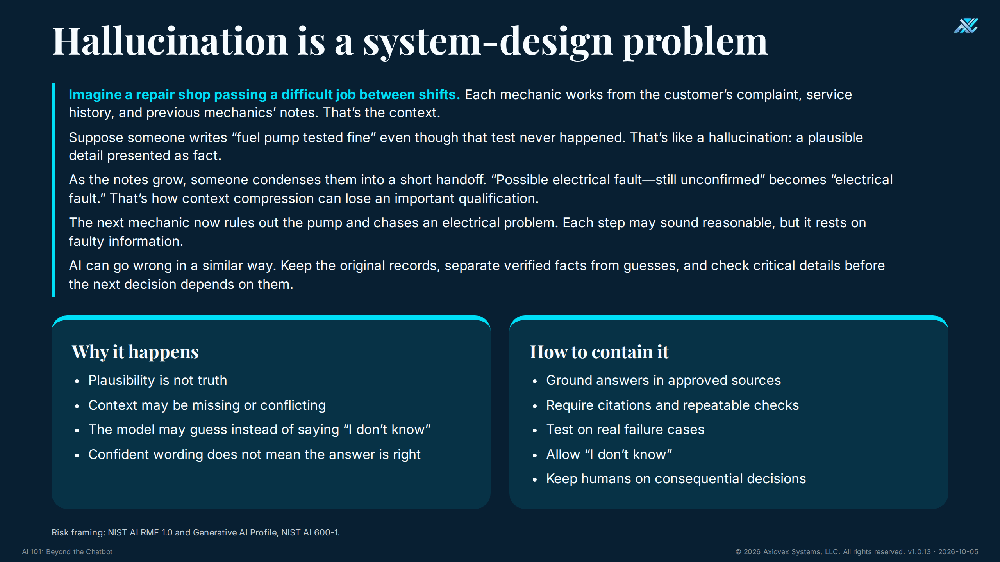 Hallucination is a system-design problem
Imagine a repair shop passing a difficult job between shifts. Each mechanic works from the customer’s complaint, service
history, and previous mechanics’ notes. That’s the context.
Suppose someone writes “fuel pump tested fine” even though that test never happened. That’s like a hallucination: a plausible
detail presented as fact.
As the notes grow, someone condenses them into a short handoff. “Possible electrical fault—still unconfirmed” becomes “electrical
fault.” That’s how context compression can lose an important qualification.
The next mechanic now rules out the pump and chases an electrical problem. Each step may sound reasonable, but it rests on
faulty information.
AI can go wrong in a similar way. Keep the original records, separate verified facts from guesses, and check critical details before
the next decision depends on them.
Why it happens
• Plausibility is not truth
• Context may be missing or conflicting
• The model may guess instead of saying “I don’t know”
• Confident wording does not mean the answer is right
How to contain it
• Ground answers in approved sources
• Require citations and repeatable checks
• Test on real failure cases
• Allow “I don’t know”
• Keep humans on consequential decisions
Risk framing: NIST AI RMF 1.0 and Generative AI Profile, NIST AI 600-1.
AI 101: Beyond the Chatbot
© 2026 Axiovex Systems, LLC. All rights reserved. v1.0.13 · 2026-10-05